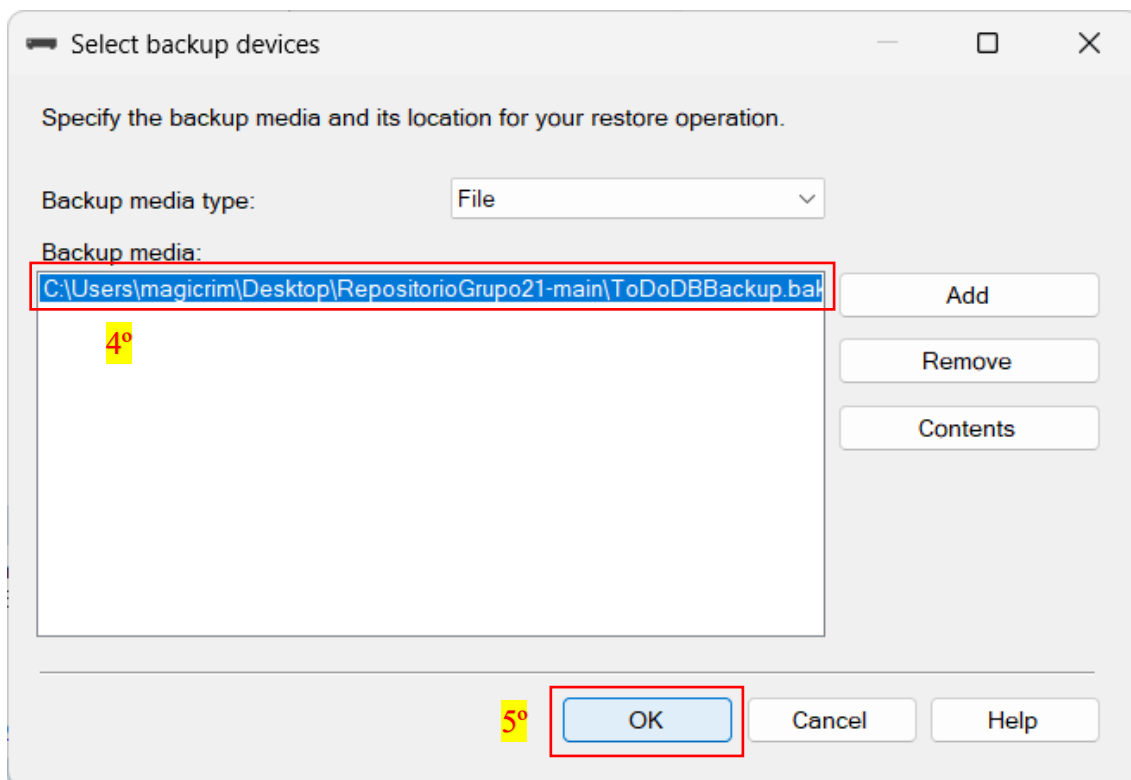 Select backup devices
Specify the backup media and its location for your restore operation.
Backup media type:
File
Backup media:
C:\Users\magicrim\Desktop\RepositorioGrupo21-main\ToDoDBBackup.bak
Add
4º
Remove
Contents
5º
OK
Cancel
Help